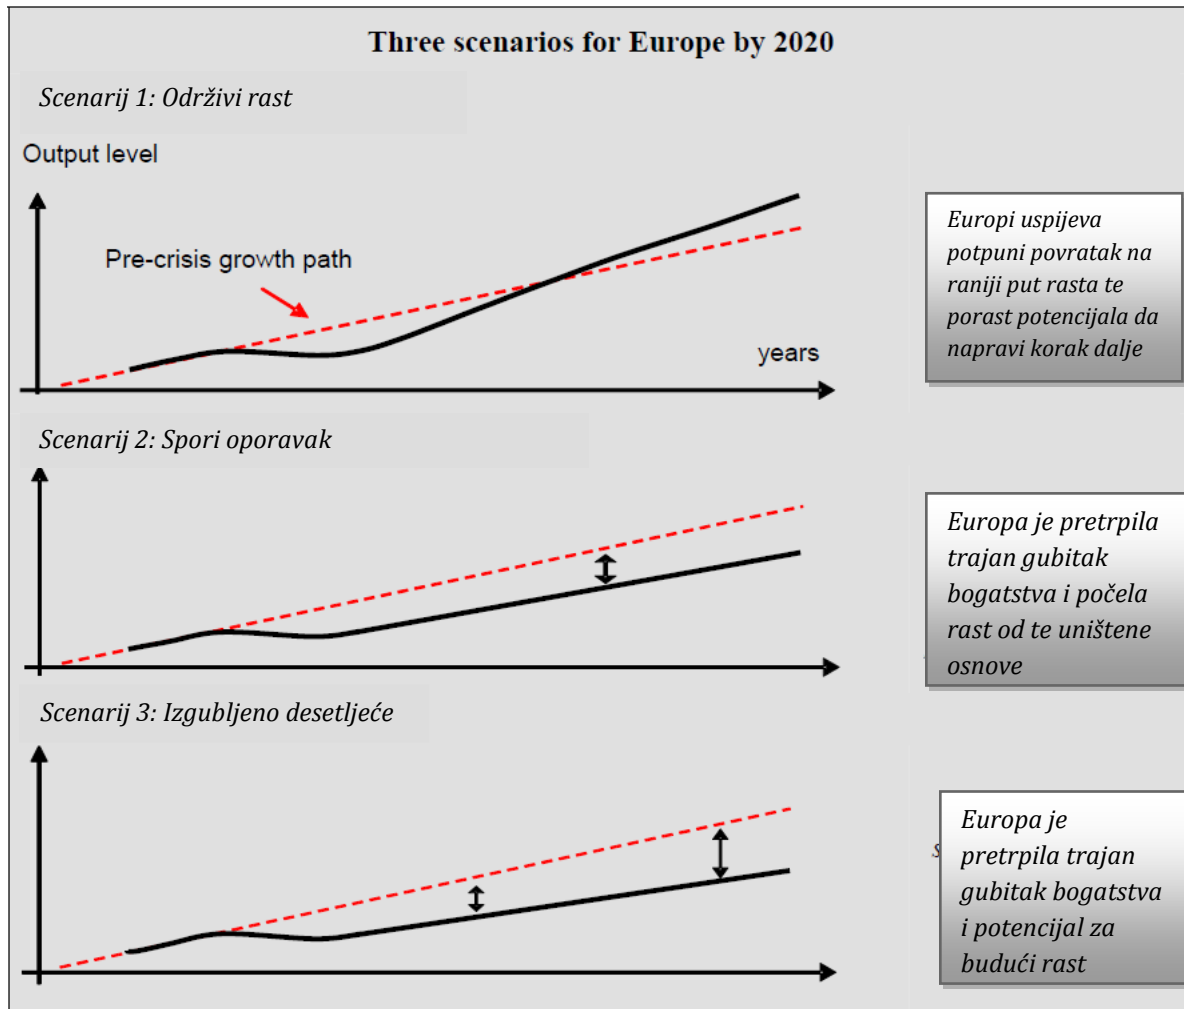 Three scenarios for Europe by 2020
Scenarij 1: Održivi rast
Output level
Pre-crisis growth path
years
Europi uspijeva
potpuni povratak na
raniji put rasta te
porast potencijala da
napravi korak dalje
Scenarij 2: Spori oporavak
Europa je pretrpila
trajan gubitak
bogatstva i počela
rast od te uništene
osnove
Scenarij 3: Izgubljeno desetljeće
Europa je
pretrpila trajan
gubitak bogatstva
i potencijal za
budući rast